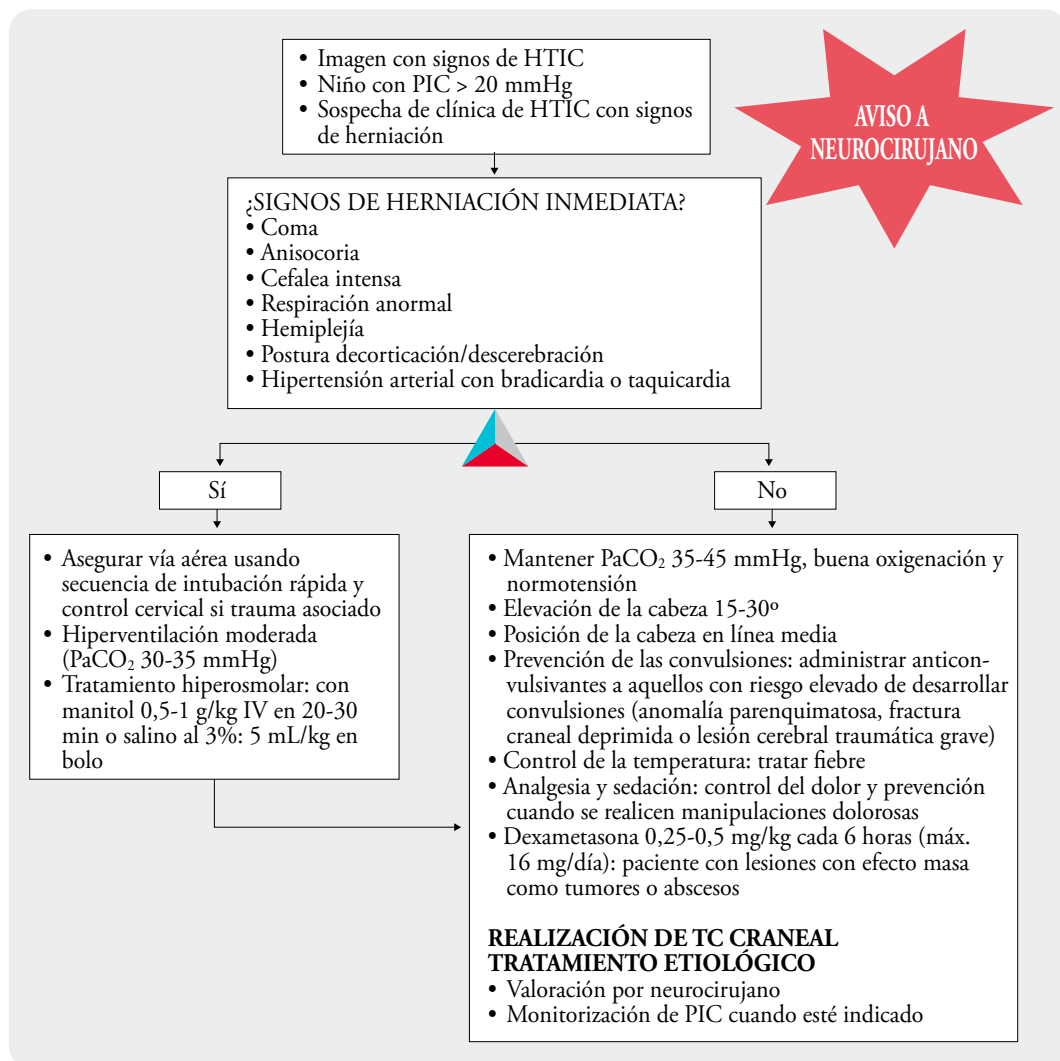 • Imagen con signos de HTIC
• Niño con PIC > 20 mmHg
• Sospecha de clínica de HTIC con signos
de herniación
AVISO A
NEUROCIRUJANO
¿SIGNOS DE HERNIACIÓN INMEDIATA?
• Coma
• Anisocoria
• Cefalea intensa
• Respiración anormal
• Hemiplejía
• Postura decorticación/descerebración
• Hipertensión arterial con bradicardia o taquicardia
Sí
No
• Asegurar vía aérea usando
secuencia de intubación rápida y
control cervical si trauma asociado
• Hiperventilación moderada
(PaCO₂ 30-35 mmHg)
• Tratamiento hiperosmolar: con
manitol 0,5-1 g/kg IV en 20-30
min o salino al 3%: 5 mL/kg en
bolo
• Mantener PaCO₂ 35-45 mmHg, buena oxigenación y
normotensión
• Elevación de la cabeza 15-30º
• Posición de la cabeza en línea media
• Prevención de las convulsiones: administrar anticon-
vulsivantes a aquellos con riesgo elevado de desarrollar
convulsiones (anomalía parenquimatosa, fractura
craneal deprimida o lesión cerebral traumática grave)
• Control de la temperatura: tratar fiebre
• Analgesia y sedación: control del dolor y prevención
cuando se realicen manipulaciones dolorosas
• Dexametasona 0,25-0,5 mg/kg cada 6 horas (máx.
16 mg/día): paciente con lesiones con efecto masa
como tumores o abscesos
REALIZACIÓN DE TC CRANEAL
TRATAMIENTO ETIOLÓGICO
• Valoración por neurocirujano
• Monitorización de PIC cuando esté indicado